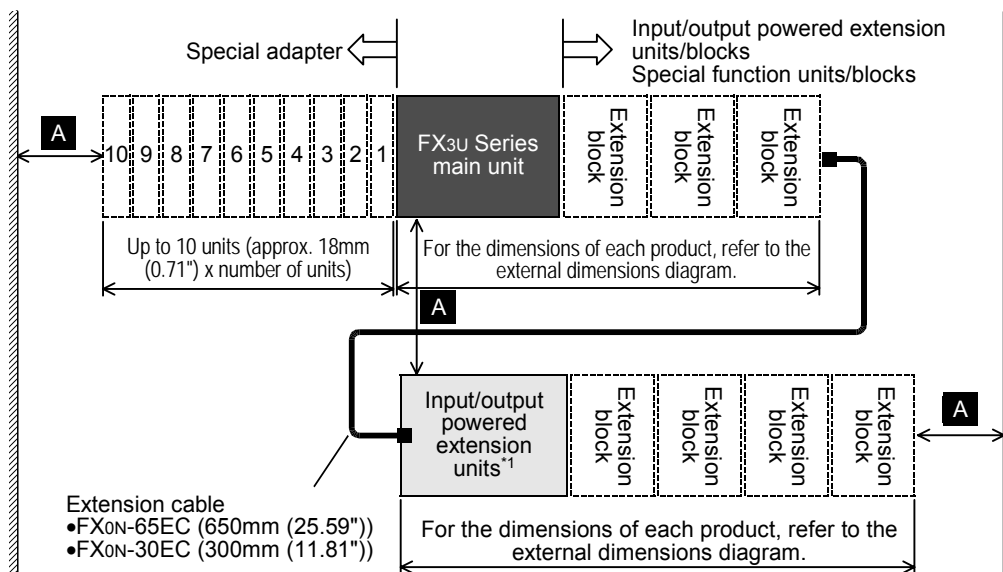 Special adapter
Input/output powered extension
units/blocks
Special function units/blocks
A
10 9 8 7 6 5 4 3 2 1
FX3U Series
main unit
Extension
block
Extension
block
Extension
block
Up to 10 units (approx. 18mm
(0.71") x number of units)
For the dimensions of each product, refer to the
external dimensions diagram.
A
Input/output
powered
extension
units*1
Extension
block
Extension
block
Extension
block
Extension
block
A
Extension cable
•FX0N-65EC (650mm (25.59"))
•FX0N-30EC (300mm (11.81"))
For the dimensions of each product, refer to the
external dimensions diagram.